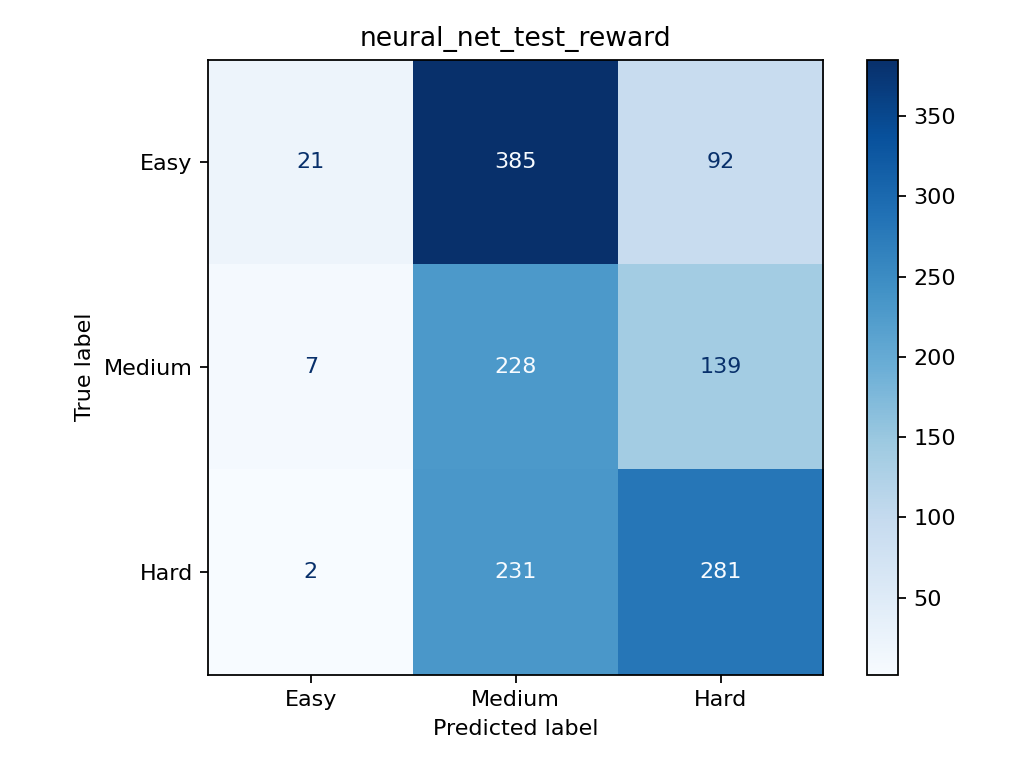 neural_net_test_reward
Easy 21 385 92
Medium 7 228 139
Hard 2 231 281
Easy Medium Hard
Predicted label
True label
350
300
250
200
150
100
50